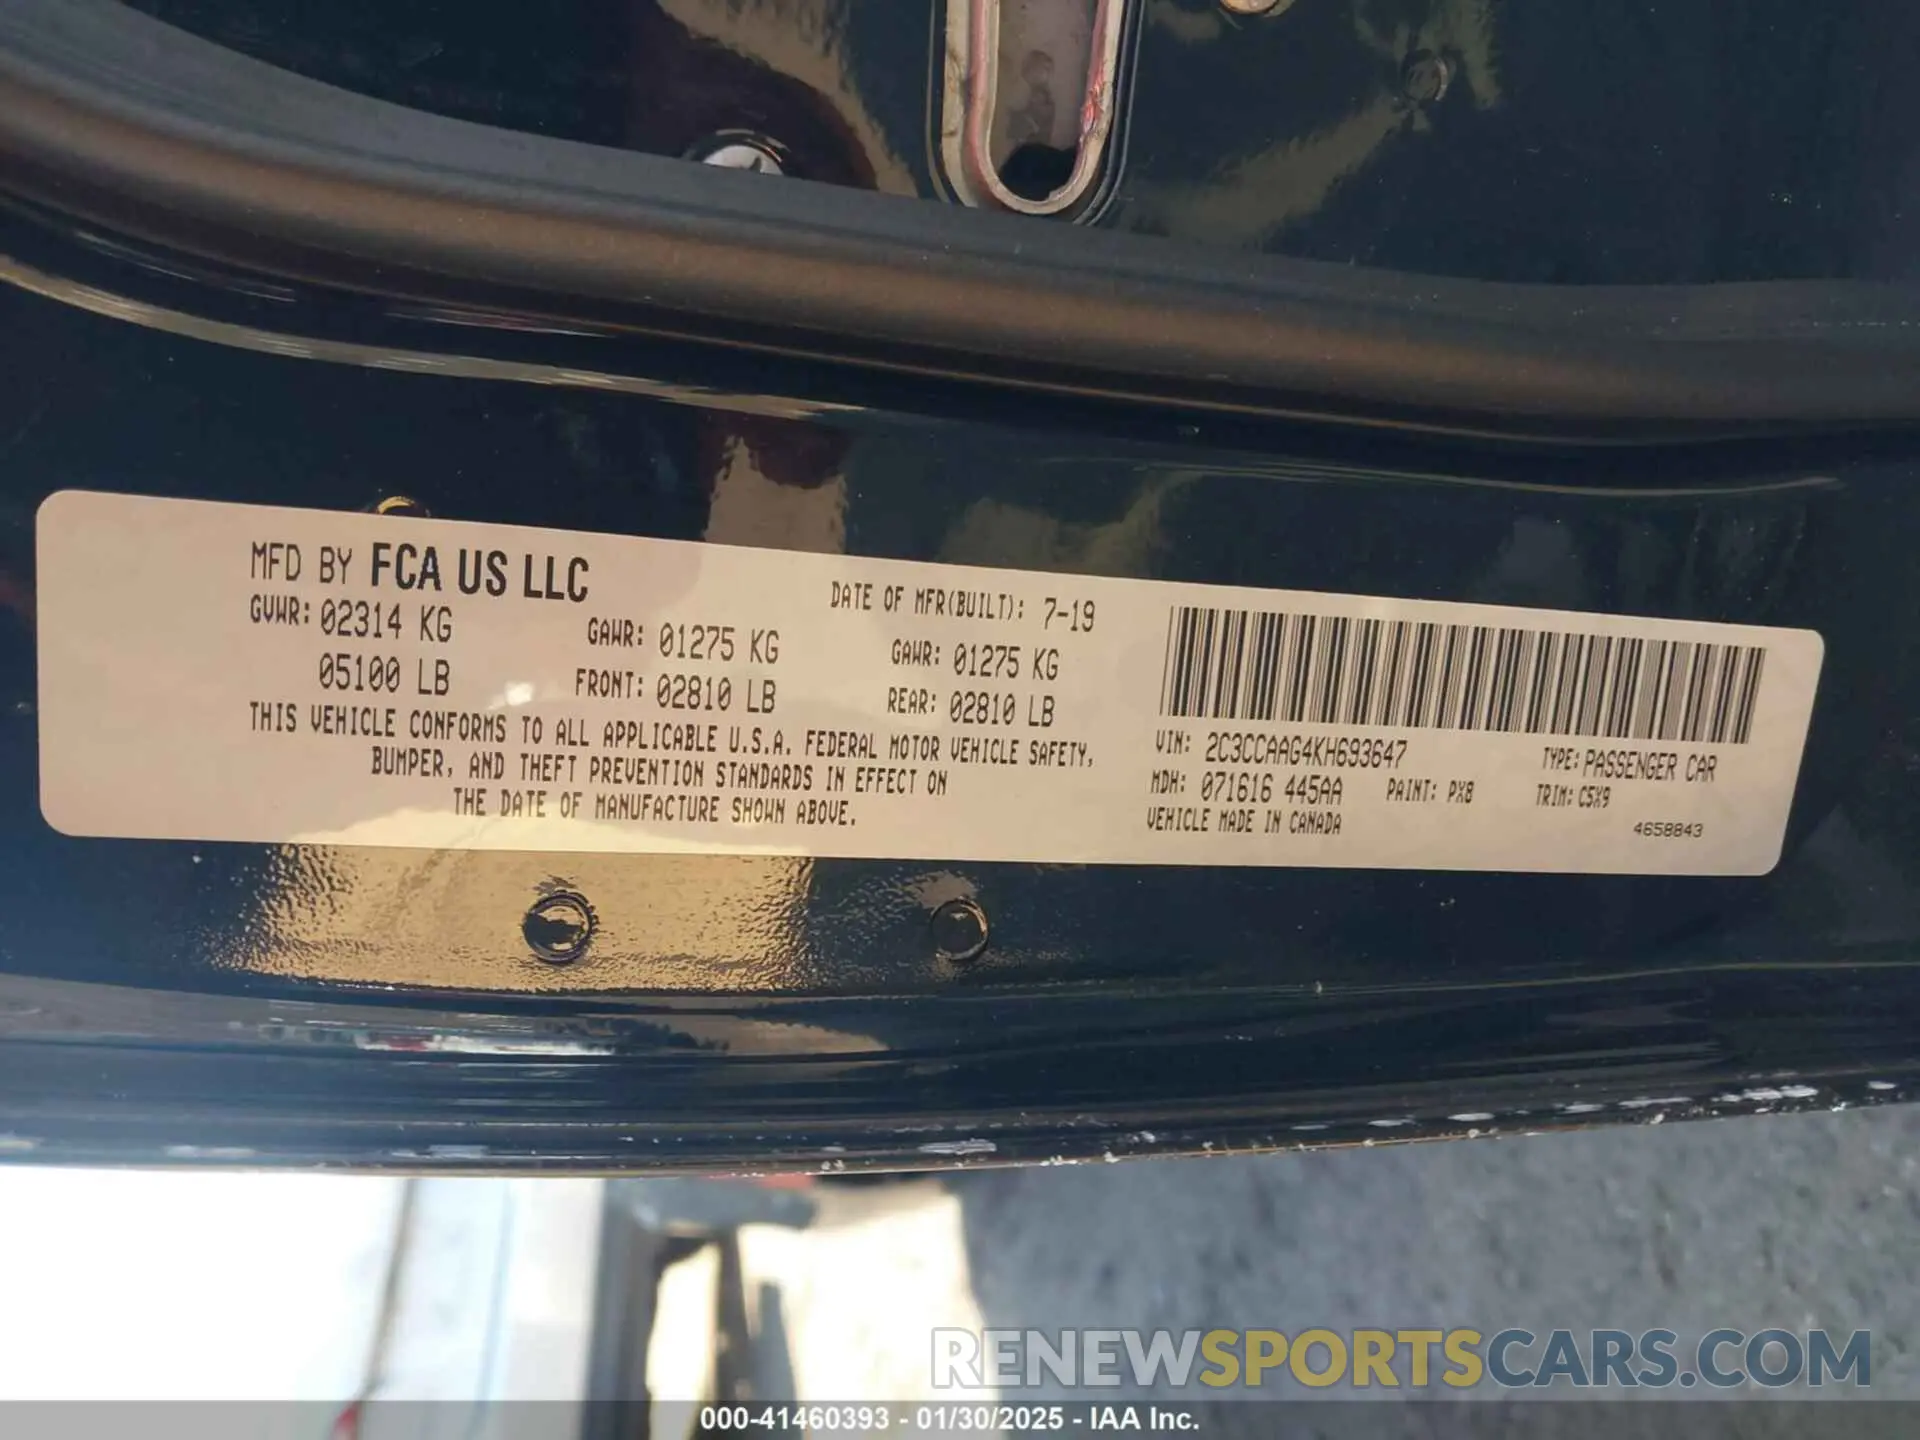 MFD BY FCA US LLC
DATE OF MFR(BUILT): 7-19
GVWR: 02314 KG
GAWR: 01275 KG
GAWR: 01275 KG
05100 LB
FRONT: 02810 LB
REAR: 02810 LB
THIS VEHICLE CONFORMS TO ALL APPLICABLE U.S.A. FEDERAL MOTOR VEHICLE SAFETY,
BUMPER, AND THEFT PREVENTION STANDARDS IN EFFECT ON
THE DATE OF MANUFACTURE SHOWN ABOVE.
VIN: 2C3CCAAG4KH693647
TYPE: PASSENGER CAR
MDH: 071616 445AA
PAINT: PX8
TRIM: C5X9
VEHICLE MADE IN CANADA
4658843
RENEWSPORTSCARS.COM
000-41460393 - 01/30/2025 - IAA Inc.